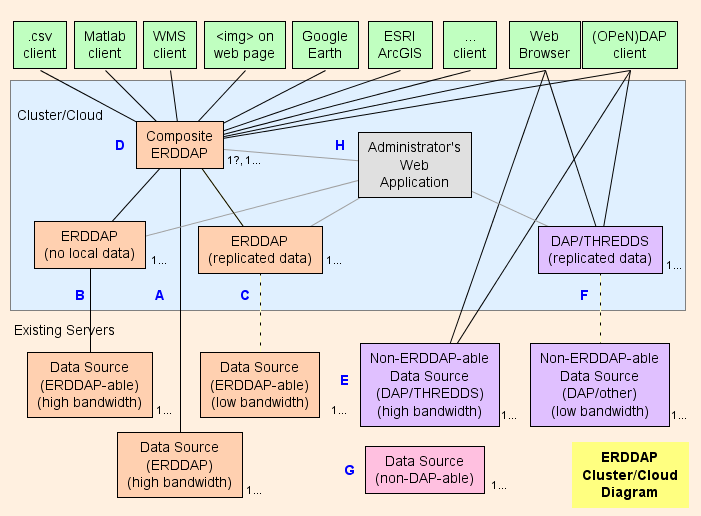 .csv
client
Matlab
client
WMS
client
<img> on
web page
Google
Earth
ESRI
ArcGIS
...
client
Web
Browser
(OPeN)DAP
client
Cluster/Cloud
D
Composite
ERDDAP
1?, 1...
H
Administrator's
Web
Application
ERDDAP
(no local data)
1...
ERDDAP
(replicated data)
1...
DAP/THREDDS
(replicated data)
1...
B
A
C
F
Existing Servers
Data Source
(ERDDAP-able)
(high bandwidth)
1...
Data Source
(ERDDAP-able)
(low bandwidth)
1...
E
Non-ERDDAP-able
Data Source
(DAP/THREDDS)
(high bandwidth)
1...
Non-ERDDAP-able
Data Source
(DAP/other)
(low bandwidth)
1...
Data Source
(ERDDAP)
(high bandwidth)
1...
G
Data Source
(non-DAP-able)
1...
ERDDAP
Cluster/Cloud
Diagram